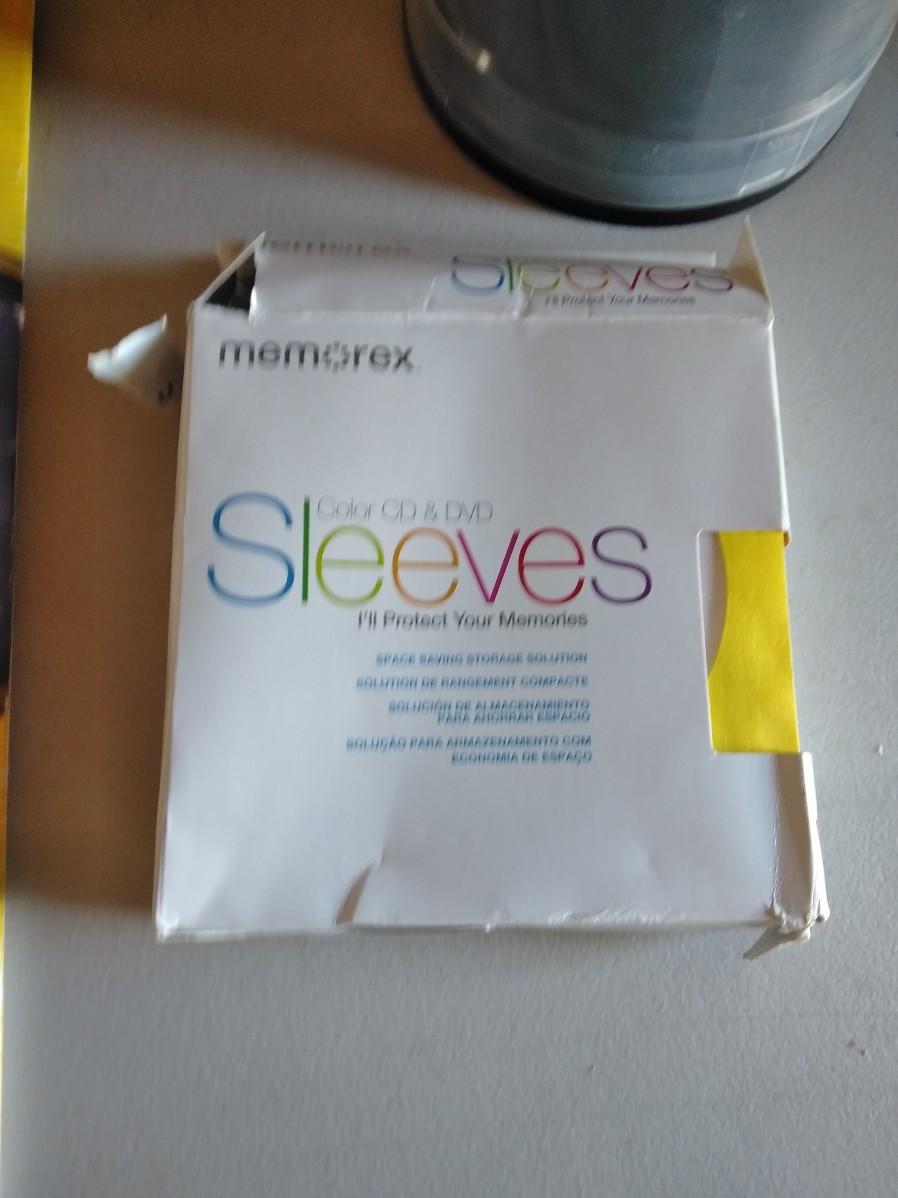 Sleeves
I'll Protect Your Memories
memorex
Color CD & DVD
Sleeves
I'll Protect Your Memories
SPACE SAVING STORAGE SOLUTION
SOLUTION DE RANGEMENT COMPACTE
SOLUCIÓN DE ALMACENAMIENTO
PARA AHORRAR ESPACIO
SOLUÇÃO PARA ARMAZENAMENTO COM
ECONOMIA DE ESPAÇO